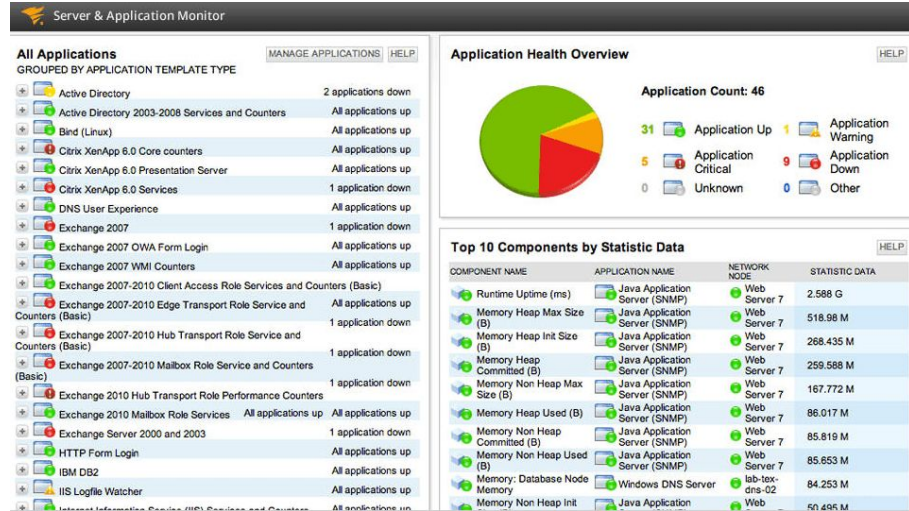 Server & Application Monitor
All Applications
MANAGE APPLICATIONS HELP
GROUPED BY APPLICATION TEMPLATE TYPE
Active Directory 2 applications down
Active Directory 2003-2008 Services and Counters All applications up
Bind (Linux) All applications up
Citrix XenApp 6.0 Core counters All applications up
Citrix XenApp 6.0 Presentation Server All applications up
Citrix XenApp 6.0 Services 1 application down
DNS User Experience All applications up
Exchange 2007 1 application down
Exchange 2007 OWA Form Login All applications up
Exchange 2007 WMI Counters All applications up
Exchange 2007-2010 Client Access Role Services and Counters (Basic)
Exchange 2007-2010 Edge Transport Role Service and All applications up
Counters (Basic)
1 application down
Exchange 2007-2010 Hub Transport Role Service and
Counters (Basic)
1 application down
Exchange 2007-2010 Mailbox Role Service and Counters
(Basic)
1 application down
Exchange 2010 Hub Transport Role Performance Counters
Exchange 2010 Mailbox Role Services All applications up All applications up
Exchange Server 2000 and 2003 1 application down
HTTP Form Login All applications up
IBM DB2 All applications up
IIS Logfile Watcher All applications up
Internet Information Service (IIS) Services and Counters All applications up
Application Health Overview
HELP
Application Count: 46
31 Application Up
1 Application
Warning
5 Application
Critical
9 Application
Down
0 Unknown
0 Other
Top 10 Components by Statistic Data
HELP
COMPONENT NAME APPLICATION NAME NETWORK
NODE STATISTIC DATA
Runtime Uptime (ms) Java Application
Server (SNMP) Web
Server 7 2.588 G
Memory Heap Max Size
(B) Java Application
Server (SNMP) Web
Server 7 518.98 M
Memory Heap Init Size
(B) Java Application
Server (SNMP) Web
Server 7 268.435 M
Memory Heap
Committed (B) Java Application
Server (SNMP) Web
Server 7 259.588 M
Memory Non Heap Max
Size (B) Java Application
Server (SNMP) Web
Server 7 167.772 M
Memory Heap Used (B) Java Application
Server (SNMP) Web
Server 7 86.017 M
Memory Non Heap
Committed (B) Java Application
Server (SNMP) Web
Server 7 85.819 M
Memory Non Heap Used
(B) Java Application
Server (SNMP) Web
Server 7 85.653 M
Memory: Database Node
Memory Windows DNS Server lab-tex-
dns-02 84.253 M
Memory Non Heap Init Java Application
Server (SNMP) Web
Server 7 50.495 M